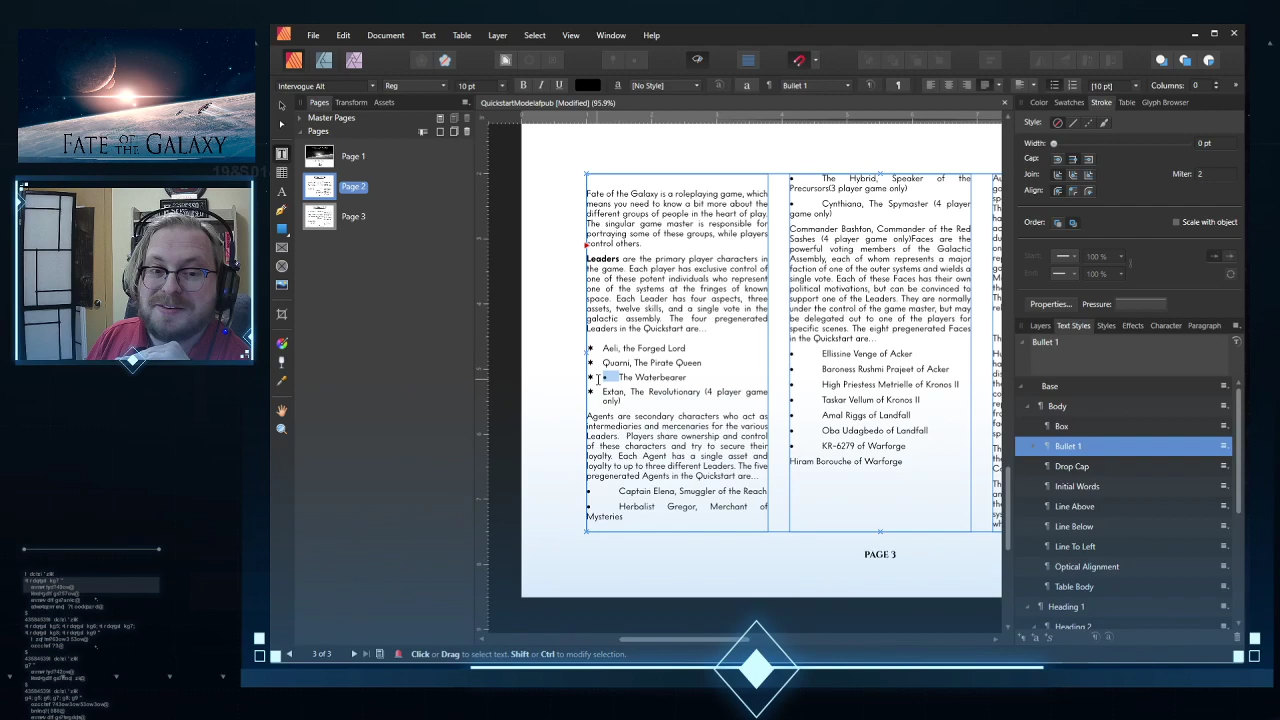 File Edit Document Text Table Layer Select View Window Help
Intervogue Alt Reg 10 pt B I U [No Style] Bullet 1 [10 pt] Columns: 0
Pages Transform Assets
QuickstartModelafpub [Modified] (95.9%)
Master Pages
Pages
Page 1
Page 2
Page 3
FATE OF THE GALAXY
Fate of the Galaxy is a roleplaying game, which
means you need to know a bit more about the
different groups of people in the heart of play.
The singular game master is responsible for
portraying some of these groups, while players
control others.
Leaders are the primary player characters in
the game. Each player has exclusive control of
one of these potent individuals who represent
one of the systems at the fringes of known
space. Each Leader has four aspects, three
assets, twelve skills, and a single vote in the
galactic assembly. The four pregenerated
Leaders in the Quickstart are...
Aeli, the Forged Lord
Quarni, The Pirate Queen
• The Waterbearer
Extan, The Revolutionary (4 player game
only)
Agents are secondary characters who act as
intermediaries and mercenaries for the various
Leaders. Players share ownership and control
of these characters and try to secure their
loyalty. Each Agent has a single asset and
loyalty to up to three different Leaders. The five
pregenerated Agents in the Quickstart are...
• Captain Elena, Smuggler of the Reach
• Herbalist Gregor, Merchant of
Mysteries
• The Hybrid, Speaker of the
Precursors(3 player game only)
• Cynthiana, The Spymaster (4 player
game only)
Commander Bashton, Commander of the Red
Sashes (4 player game only)Faces are the
powerful voting members of the Galactic
Assembly, each of whom represents a major
faction of one of the outer systems and wields a
single vote. Each of these Faces has their own
political motivations, but can be convinced to
support one of the Leaders. They are normally
under the control of the game master, but may
be delegated out to one of the players for
specific scenes. The eight pregenerated Faces
in the Quickstart are...
• Ellisine Venge of Acker
• Baroness Rushmi Prajeet of Acker
• High Priestess Metrielle of Kronos II
• Taskar Vellum of Kronos II
• Amal Riggs of Landfall
• Oba Udagbedo of Landfall
• KR-6279 of Warforge
Hiram Borouche of Warforge
PAGE 3
Color Swatches Stroke Table Glyph Browser
Style:
Width: 0 pt
Cap:
Join: Miter: 2
Align:
Order: Scale with object
Start: 100 %
End: 100 %
Properties... Pressure:
Layers Text Styles Styles Effects Character Paragraph
Bullet 1
Base
Body
Box
Bullet 1
Drop Cap
Initial Words
Line Above
Line Below
Line To Left
Optical Alignment
Table Body
Heading 1
Heading 2
3 of 3 Click or Drag to select text. Shift or Ctrl to modify selection.